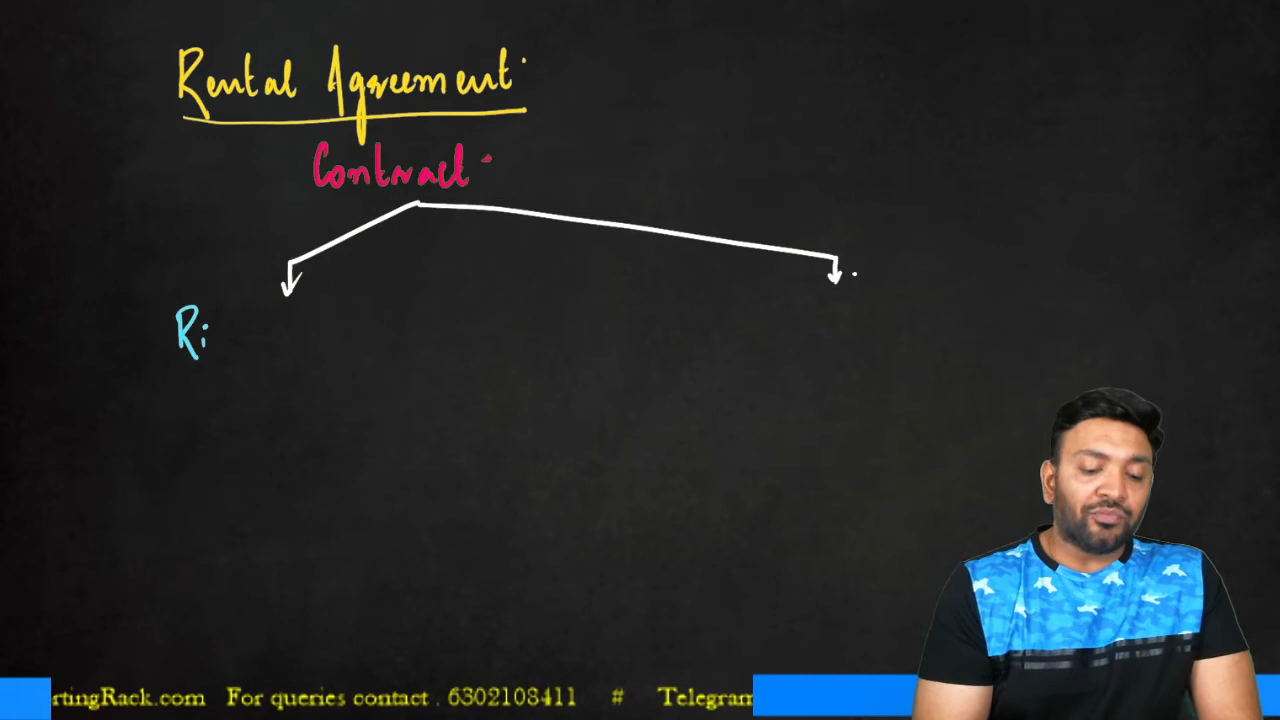 Rental Agreement
Contract
Ri
rtingRack.com For queries contact . 6302108411 # Telegram